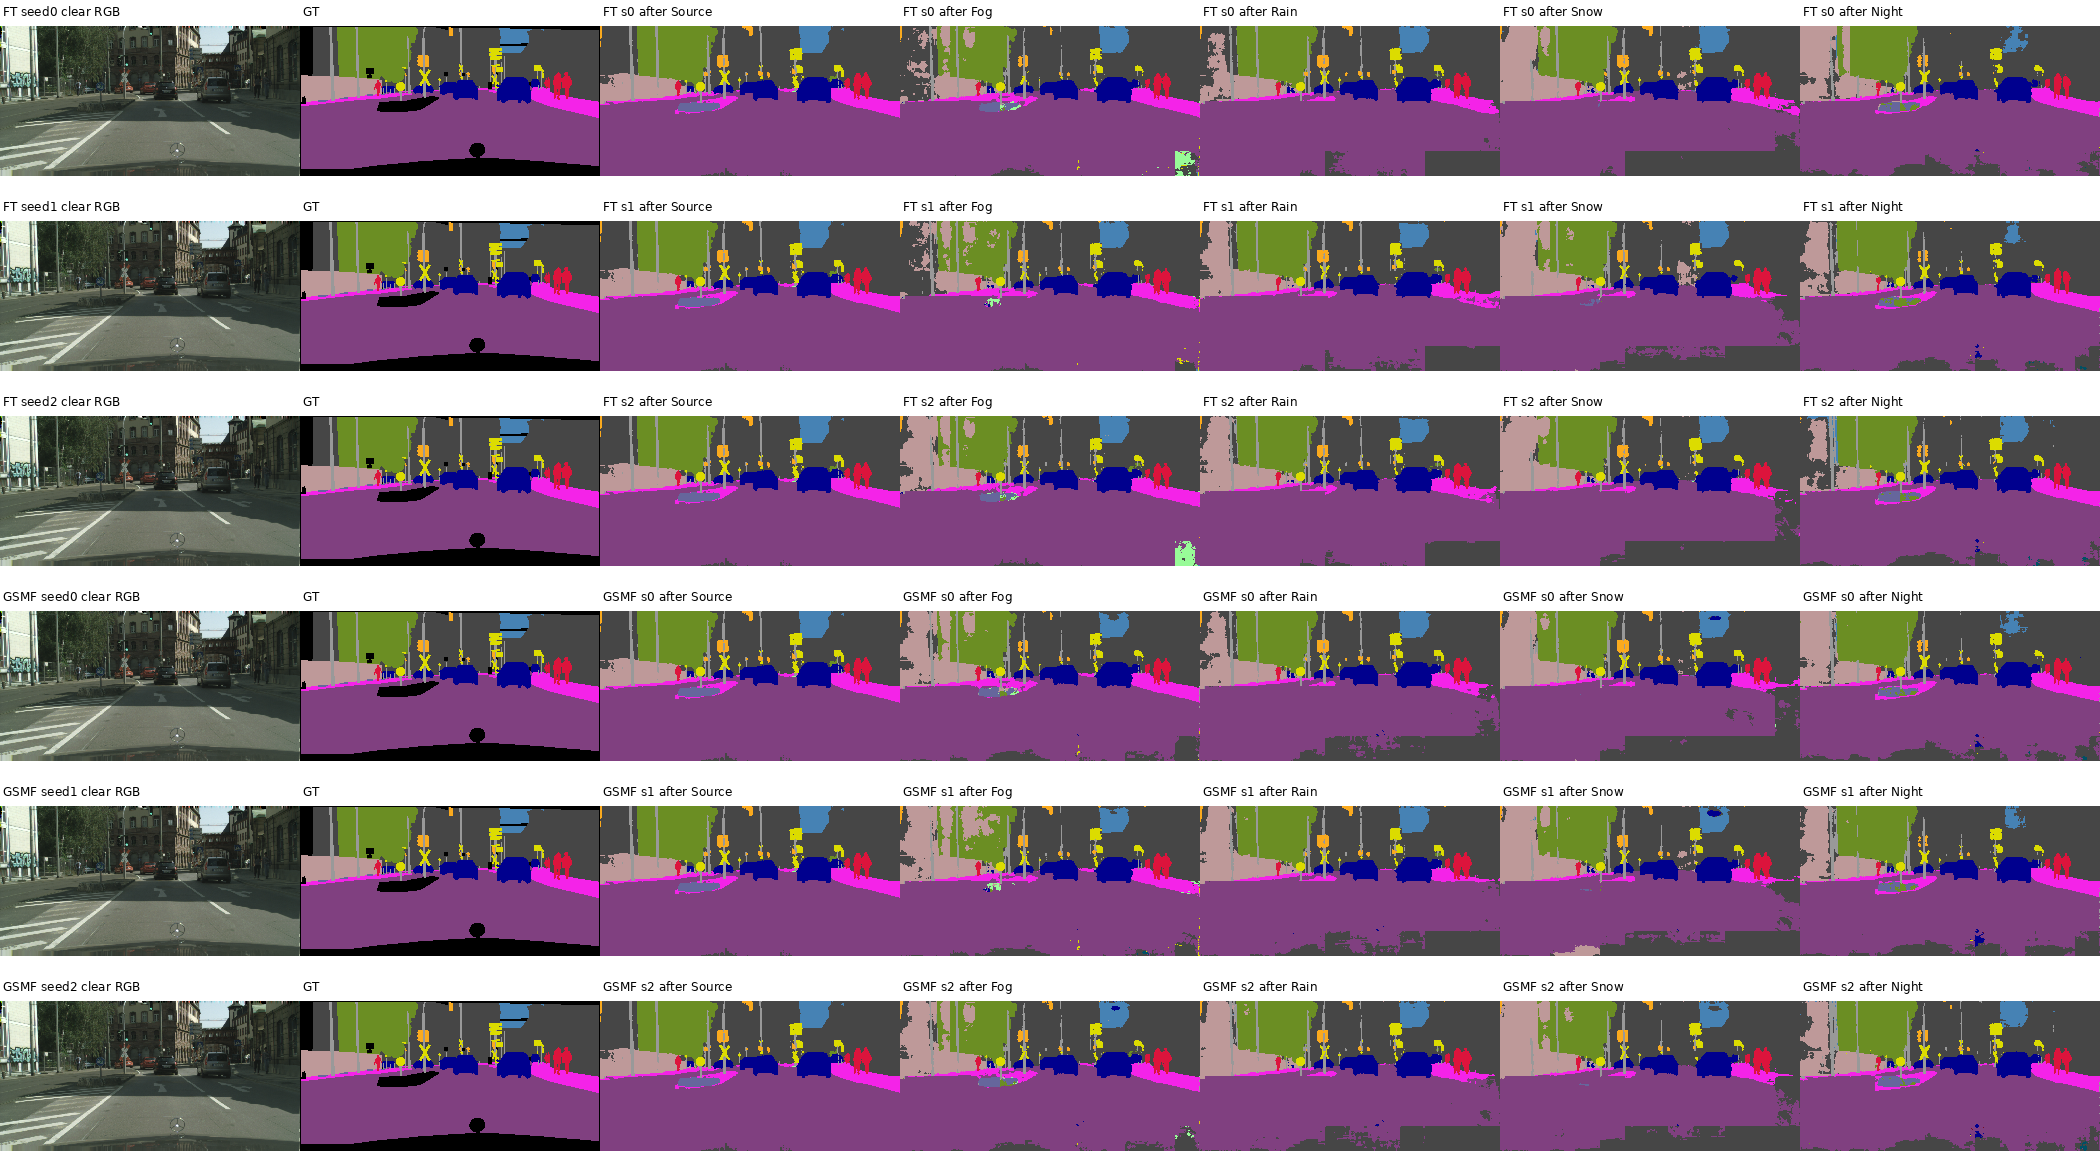 FT seed0 clear RGB GT FT s0 after Source FT s0 after Fog FT s0 after Rain FT s0 after Snow FT s0 after Night
FT seed1 clear RGB GT FT s1 after Source FT s1 after Fog FT s1 after Rain FT s1 after Snow FT s1 after Night
FT seed2 clear RGB GT FT s2 after Source FT s2 after Fog FT s2 after Rain FT s2 after Snow FT s2 after Night
GSMF seed0 clear RGB GT GSMF s0 after Source GSMF s0 after Fog GSMF s0 after Rain GSMF s0 after Snow GSMF s0 after Night
GSMF seed1 clear RGB GT GSMF s1 after Source GSMF s1 after Fog GSMF s1 after Rain GSMF s1 after Snow GSMF s1 after Night
GSMF seed2 clear RGB GT GSMF s2 after Source GSMF s2 after Fog GSMF s2 after Rain GSMF s2 after Snow GSMF s2 after Night